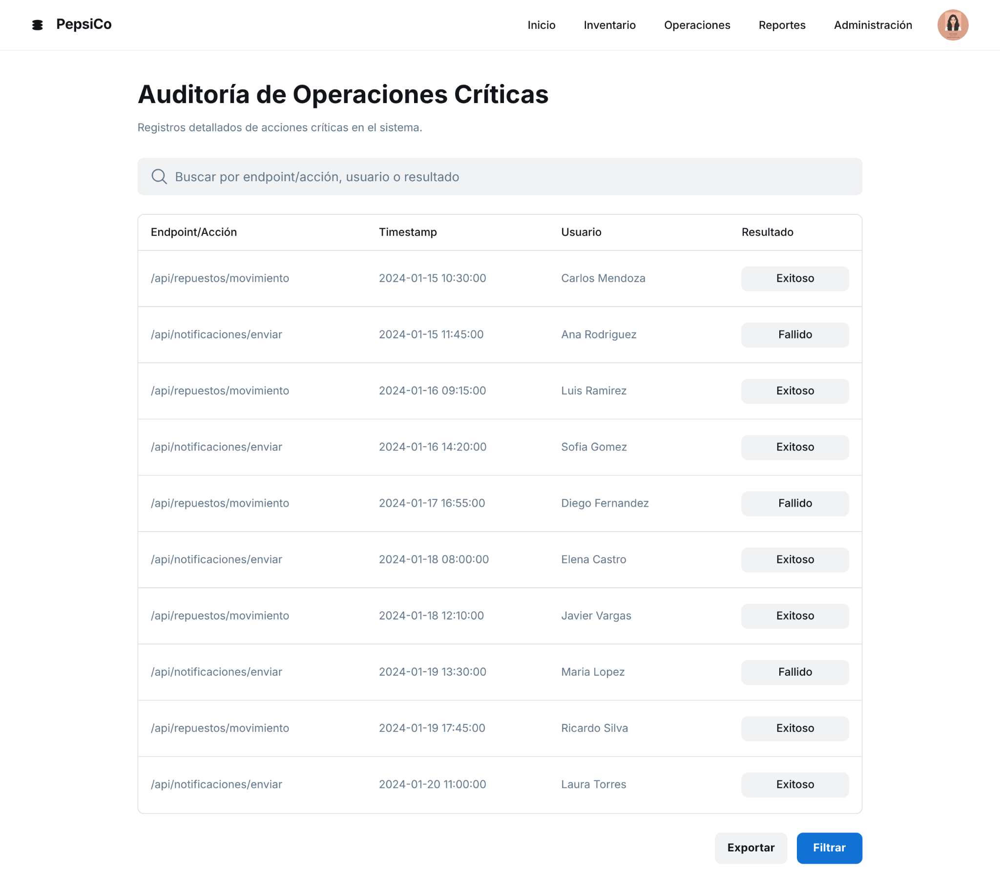 PepsiCo
Inicio Inventario Operaciones Reportes Administración
Auditoría de Operaciones Críticas
Registros detallados de acciones críticas en el sistema.
Buscar por endpoint/acción, usuario o resultado
Endpoint/Acción Timestamp Usuario Resultado
/api/repuestos/movimiento 2024-01-15 10:30:00 Carlos Mendoza Exitoso
/api/notificaciones/enviar 2024-01-15 11:45:00 Ana Rodriguez Fallido
/api/repuestos/movimiento 2024-01-16 09:15:00 Luis Ramirez Exitoso
/api/notificaciones/enviar 2024-01-16 14:20:00 Sofia Gomez Exitoso
/api/repuestos/movimiento 2024-01-17 16:55:00 Diego Fernandez Fallido
/api/notificaciones/enviar 2024-01-18 08:00:00 Elena Castro Exitoso
/api/repuestos/movimiento 2024-01-18 12:10:00 Javier Vargas Exitoso
/api/notificaciones/enviar 2024-01-19 13:30:00 Maria Lopez Fallido
/api/repuestos/movimiento 2024-01-19 17:45:00 Ricardo Silva Exitoso
/api/notificaciones/enviar 2024-01-20 11:00:00 Laura Torres Exitoso
Exportar Filtrar